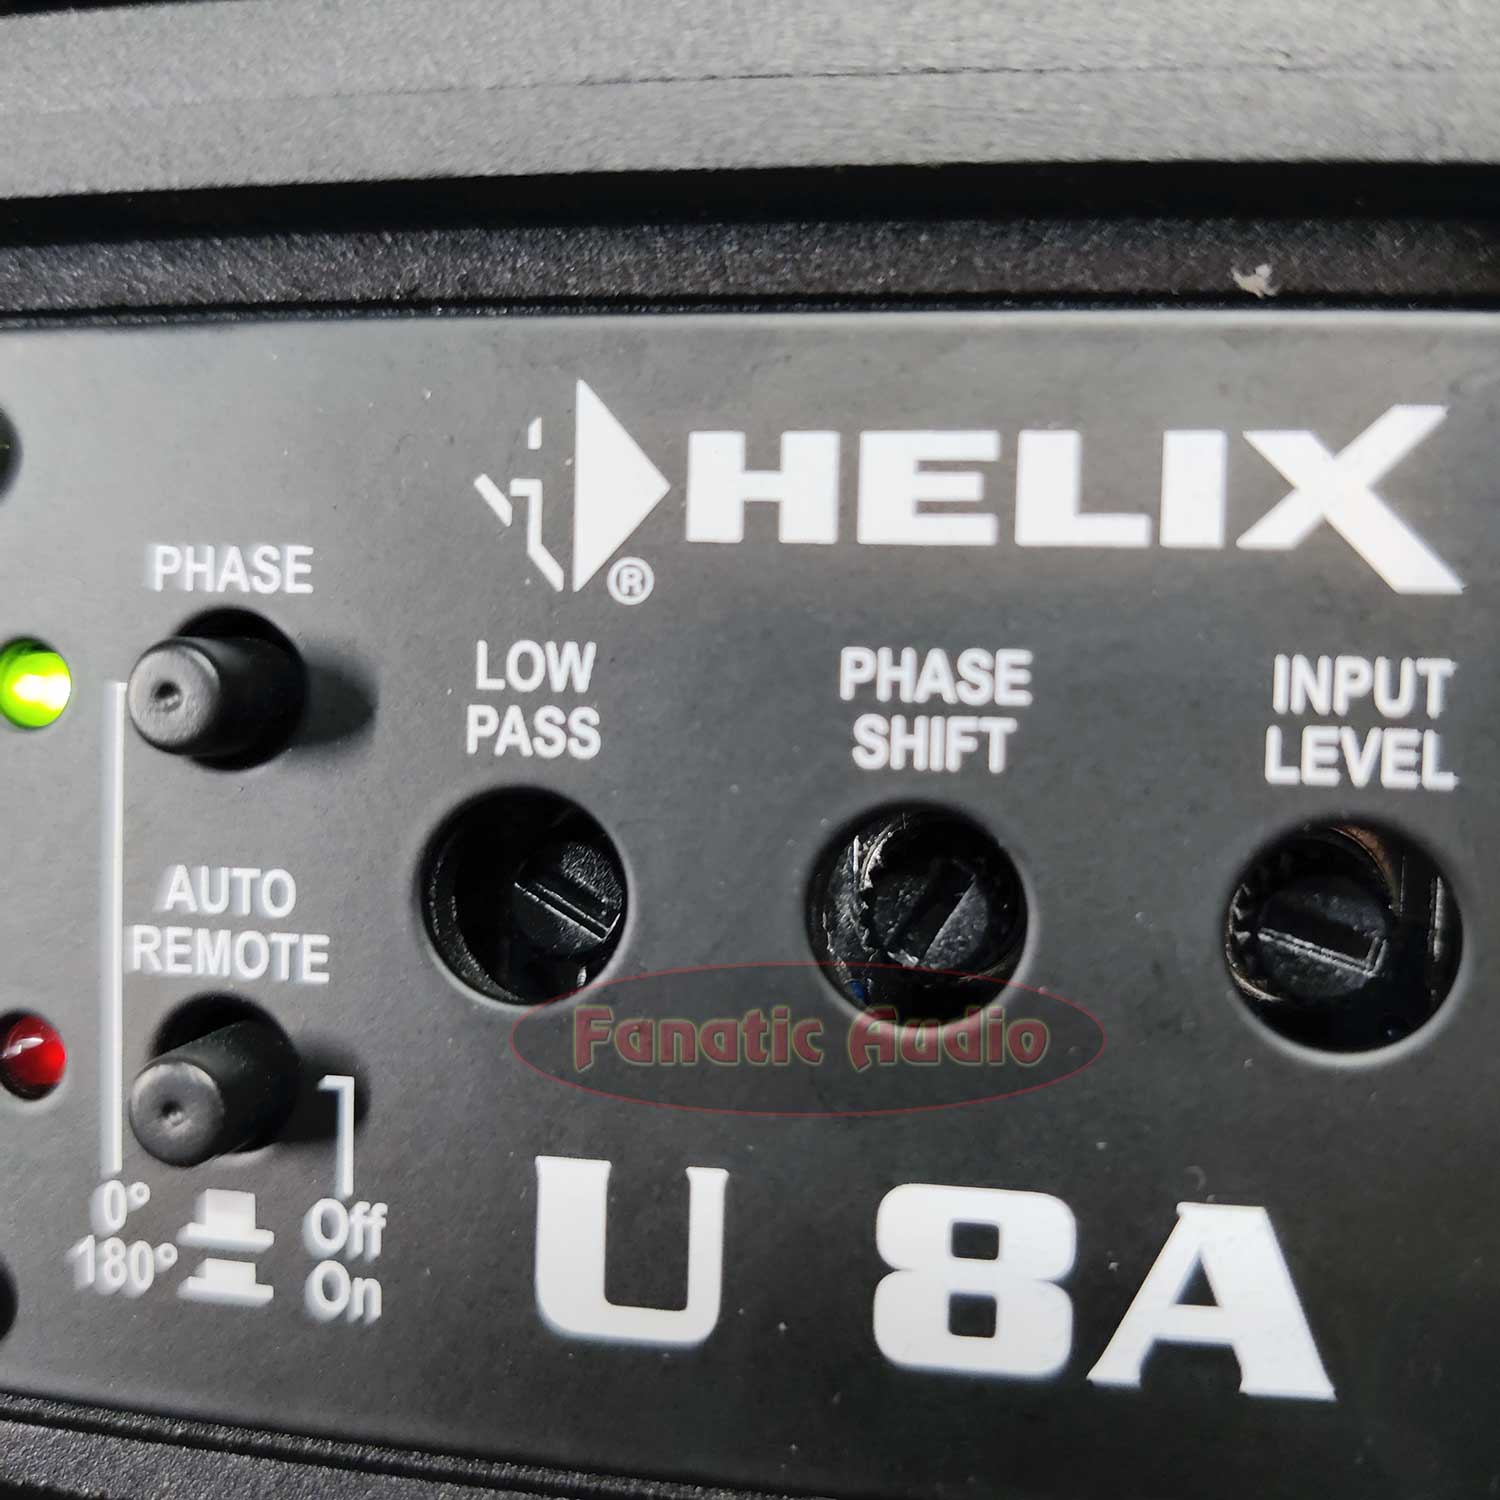 HELIX
®
PHASE
LOW
PASS
PHASE
SHIFT
INPUT
LEVEL
AUTO
REMOTE
Fanatic Audio
0° Off
180° On
U 8A